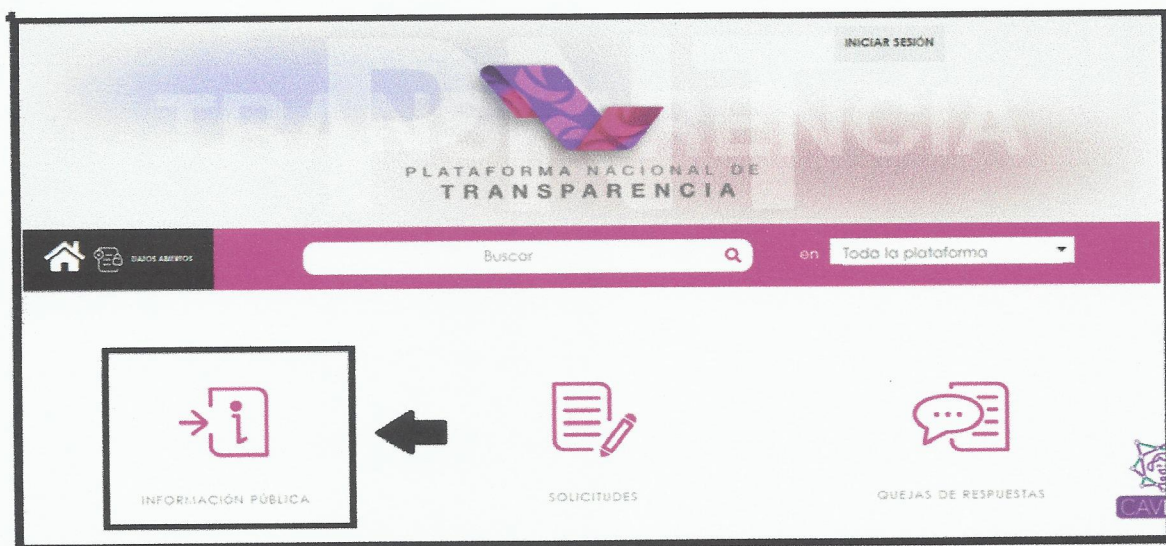 INICIAR SESIÓN
PLATAFORMA NACIONAL DE
TRANSPARENCIA
DATOS ABIERTOS
Buscar
en
Toda la plataforma
INFORMACIÓN PÚBLICA
SOLICITUDES
QUEJAS DE RESPUESTAS